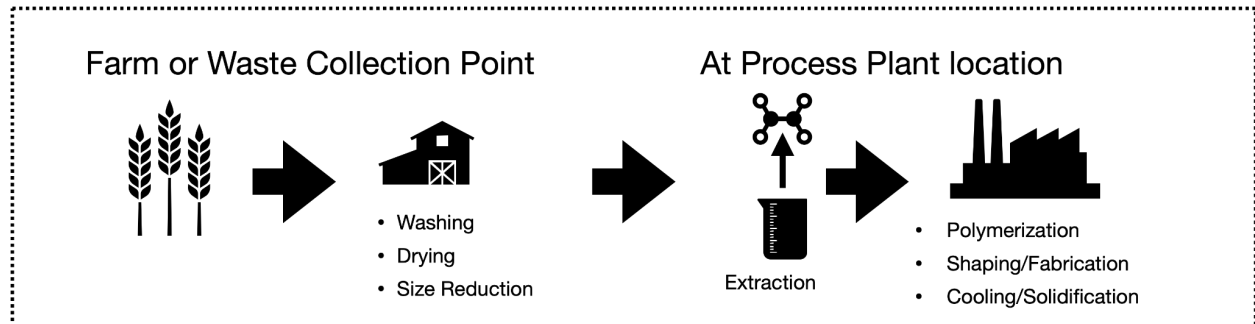 Farm or Waste Collection Point
At Process Plant location
• Washing
• Drying
• Size Reduction
Extraction
• Polymerization
• Shaping/Fabrication
• Cooling/Solidification